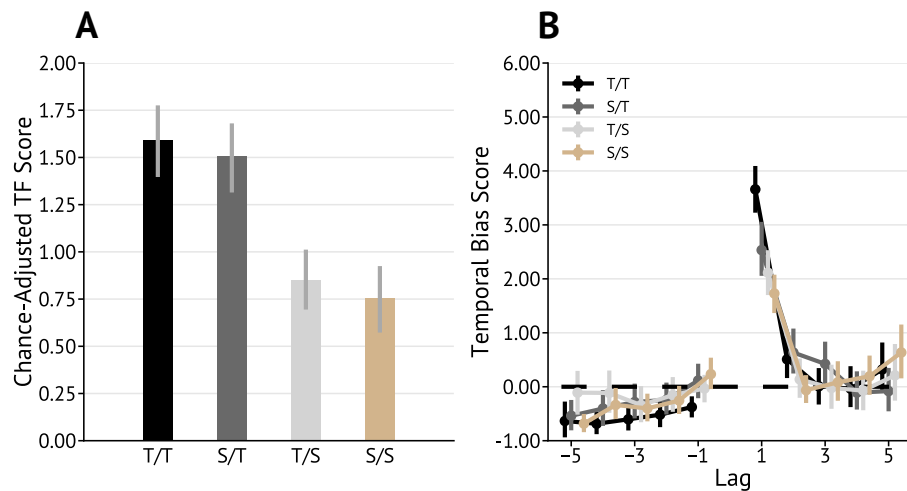 A
Chance-Adjusted TF Score
2.00
1.75
1.50
1.25
1.00
0.75
0.50
0.25
0.00
T/T S/T T/S S/S
B
Temporal Bias Score
6.00
5.00
4.00
3.00
2.00
1.00
0.00
-1.00
T/T
S/T
T/S
S/S
−5 −3 −1 1 3 5
Lag